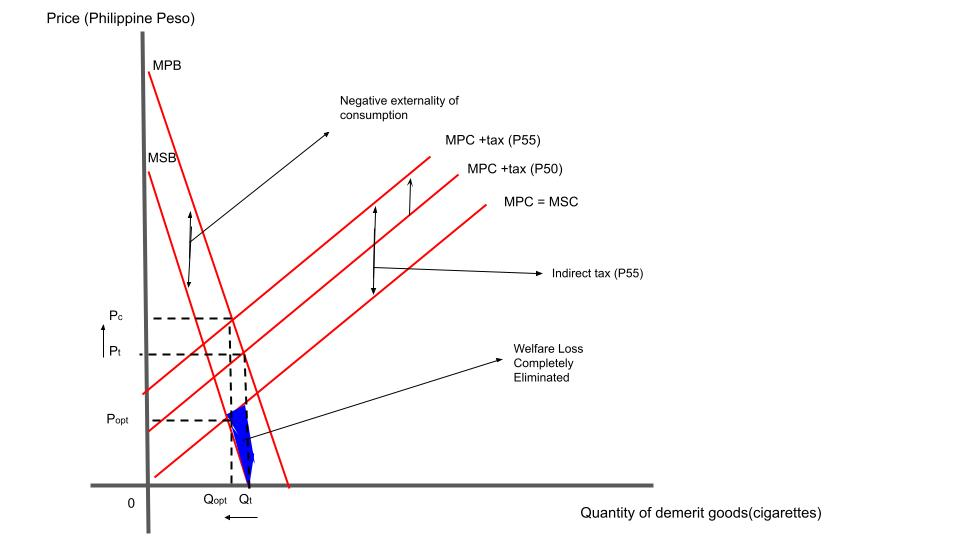 Price (Philippine Peso)
MPB
Negative externality of
consumption
MPC +tax (P55)
MSB
MPC +tax (P50)
MPC = MSC
Indirect tax (P55)
Pc
Pt
Welfare Loss
Completely
Eliminated
Popt
0
Qopt
Qt
Quantity of demerit goods(cigarettes)